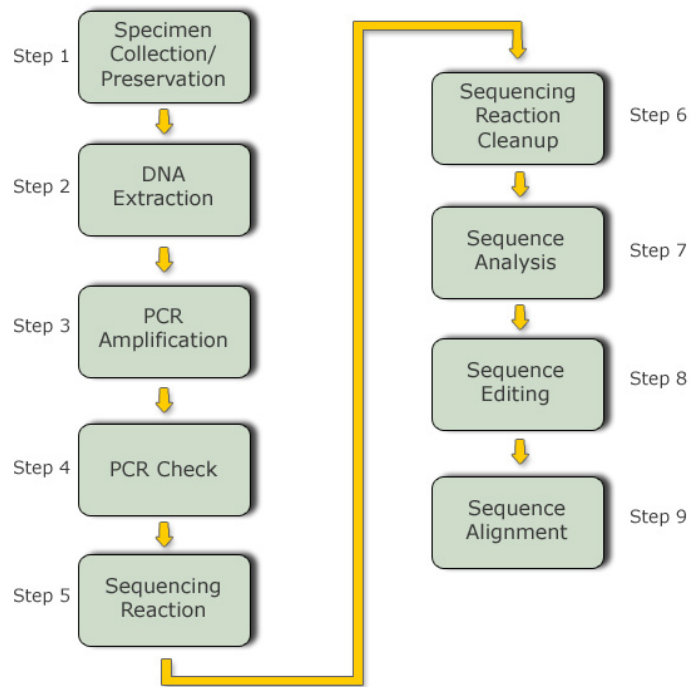 Step 1
Specimen
Collection/
Preservation
Step 2
DNA
Extraction
Step 3
PCR
Amplification
Step 4
PCR Check
Step 5
Sequencing
Reaction
Sequencing
Reaction
Cleanup
Step 6
Sequence
Analysis
Step 7
Sequence
Editing
Step 8
Sequence
Alignment
Step 9